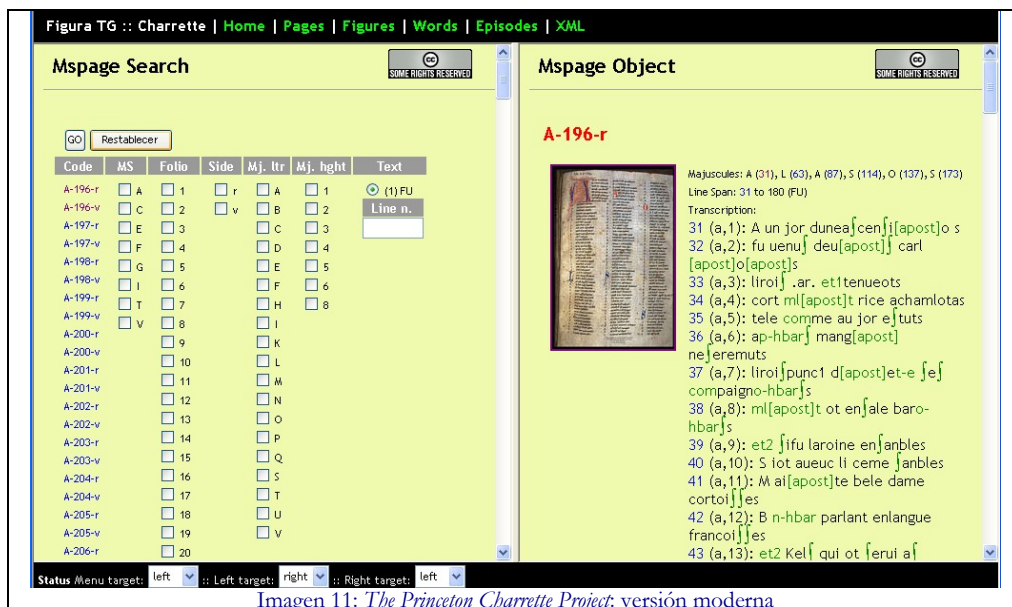 Figura TG :: Charrette | Home | Pages | Figures | Words | Episodes | XML
Mspage Search
cc
SOME RIGHTS RESERVED
GO Restablecer
Code MS Folio Side Mj. ltr Mj. hght Text
A-196-r A 1 r A 1 (1) FU
A-196-v C 2 v B 2 Line n.
A-197-r E 3 C 3
A-197-v F 4 D 4
A-198-r G 5 E 5
A-198-v I 6 F 6
A-199-r T 7 H 8
A-199-v V 8 I
A-200-r 9 K
A-200-v 10 L
A-201-r 11 M
A-201-v 12 N
A-202-r 13 O
A-202-v 14 P
A-203-r 15 Q
A-203-v 16 S
A-204-r 17 T
A-204-v 18 U
A-205-r 19 V
A-205-v 20
A-206-r
Mspage Object
cc
SOME RIGHTS RESERVED
A-196-r
Majuscules: A (31), L (63), A (87), S (114), O (137), S (173)
Line Span: 31 to 180 (FU)
Transcription:
31 (a,1): A un jor duneaſcenſi[apost]o s
32 (a,2): fu uenuſ deu[apost]ſ carl
[apost]o[apost]s
33 (a,3): liroiſ .ar. et1tenueots
34 (a,4): cort ml[apost]t rice achamlotas
35 (a,5): tele comme au jor eſtuts
36 (a,6): ap-hbarſ mang[apost]
neſeremuts
37 (a,7): liroiſpunc1 d[apost]et-e ſeſ
compaigno-hbarſs
38 (a,8): ml[apost]t ot enſale baro-
hbarſs
39 (a,9): et2 ſifu laroine enſanbles
40 (a,10): S iot aueuc li ceme ſanbles
41 (a,11): M ai[apost]te bele dame
cortoiſſes
42 (a,12): B n-hbar parlant enlangue
francoiſſes
43 (a,13): et2 Kelſ qui ot ſerui aſ
Status Menu target: left :: Left target: right :: Right target: left
Imagen 11: The Princeton Charrette Project: versión moderna